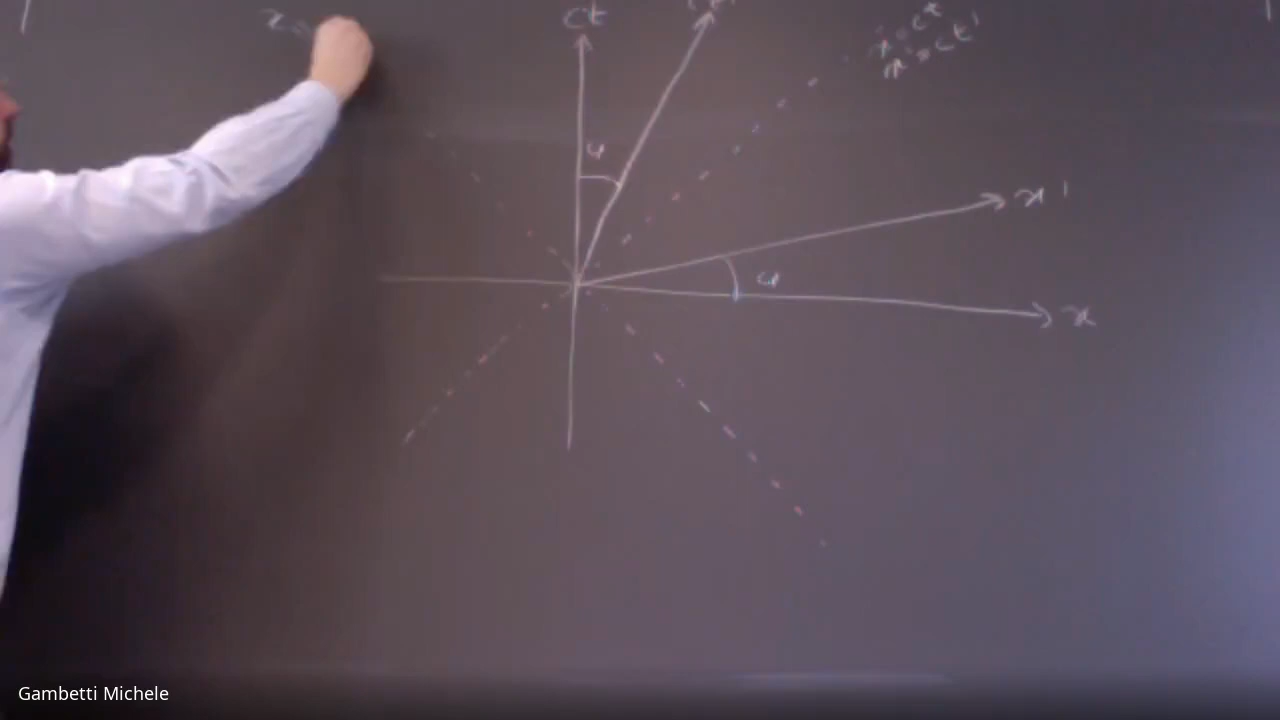 x =
ct
x = ct
x' = ct'
φ
x'
φ
x
Gambetti Michele